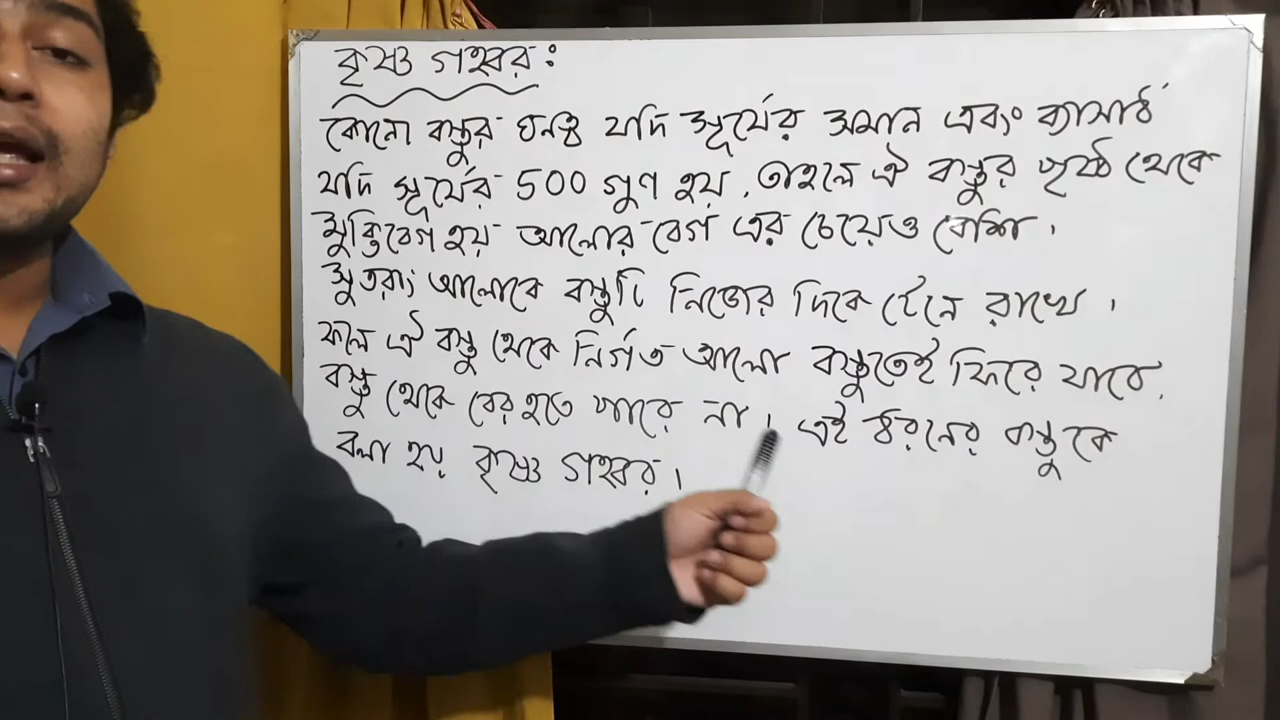 কৃষ্ণ গহ্বর :
কোনো বস্তুর ঘনত্ব যদি সূর্যের সমান এবং ব্যাসার্ধ
যদি সূর্যের 500 গুণ হয়, তাহলে ঐ বস্তুর পৃষ্ঠ থেকে
মুক্তিবেগ হয় আলোর বেগ এর চেয়েও বেশি ।
সুতরাং আলোকে বস্তুটি নিজের দিকে টেনে রাখে ।
ফলে ঐ বস্তু থেকে নির্গত আলো বস্তুতেই ফিরে যাবে,
বস্তু থেকে বের হতে পারে না । এই ধরনের বস্তুকে
বলা হয় কৃষ্ণ গহ্বর ।